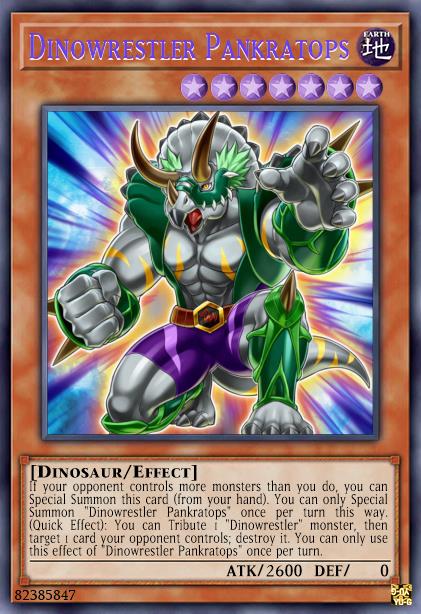 DINOWRESTLER PANKRATOPS
EARTH
地
[DINOSAUR/EFFECT]
If your opponent controls more monsters than you do, you can
Special Summon this card (from your hand). You can only Special
Summon "Dinowrestler Pankratops" once per turn this way.
(Quick Effect): You can Tribute 1 "Dinowrestler" monster, then
target 1 card your opponent controls; destroy it. You can only use
this effect of "Dinowrestler Pankratops" once per turn.
ATK/2600 DEF/ 0
82385847